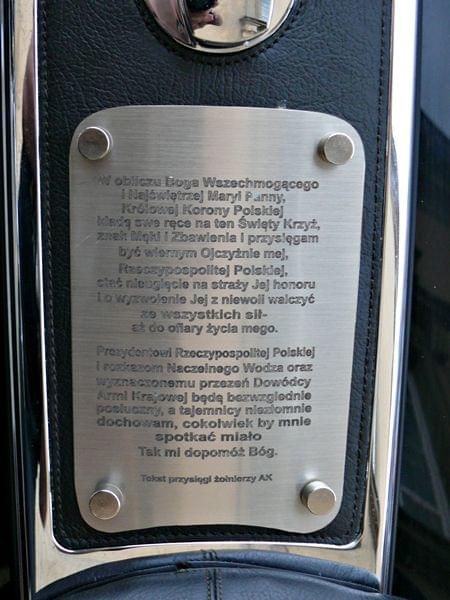 W obliczu Boga Wszechmogącego
i Najświętrzej Maryi Panny,
Królowej Korony Polskiej
kładę swe ręce na ten Święty Krzyż,
znak Męki i Zbawienia i przysięgam
być wiernym Ojczyźnie mej,
Rzeczypospolitej Polskiej,
stać nieugięcie na straży Jej honoru
i o wyzwolenie Jej z niewoli walczyć
ze wszystkich sił-
aż do ofiary życia mego.
Prezydentowi Rzeczypospolitej Polskiej
i rozkazom Naczelnego Wodza oraz
wyznaczonemu przezeń Dowódcy
Armi Krajowej będę bezwzględnie
posłuczny, a tajemnicy niezłomnie
dochowam, cokolwiek by mnie
spotkać miało
Tak mi dopomóż Bóg.
Tekst przysięgi żołnierzy AK